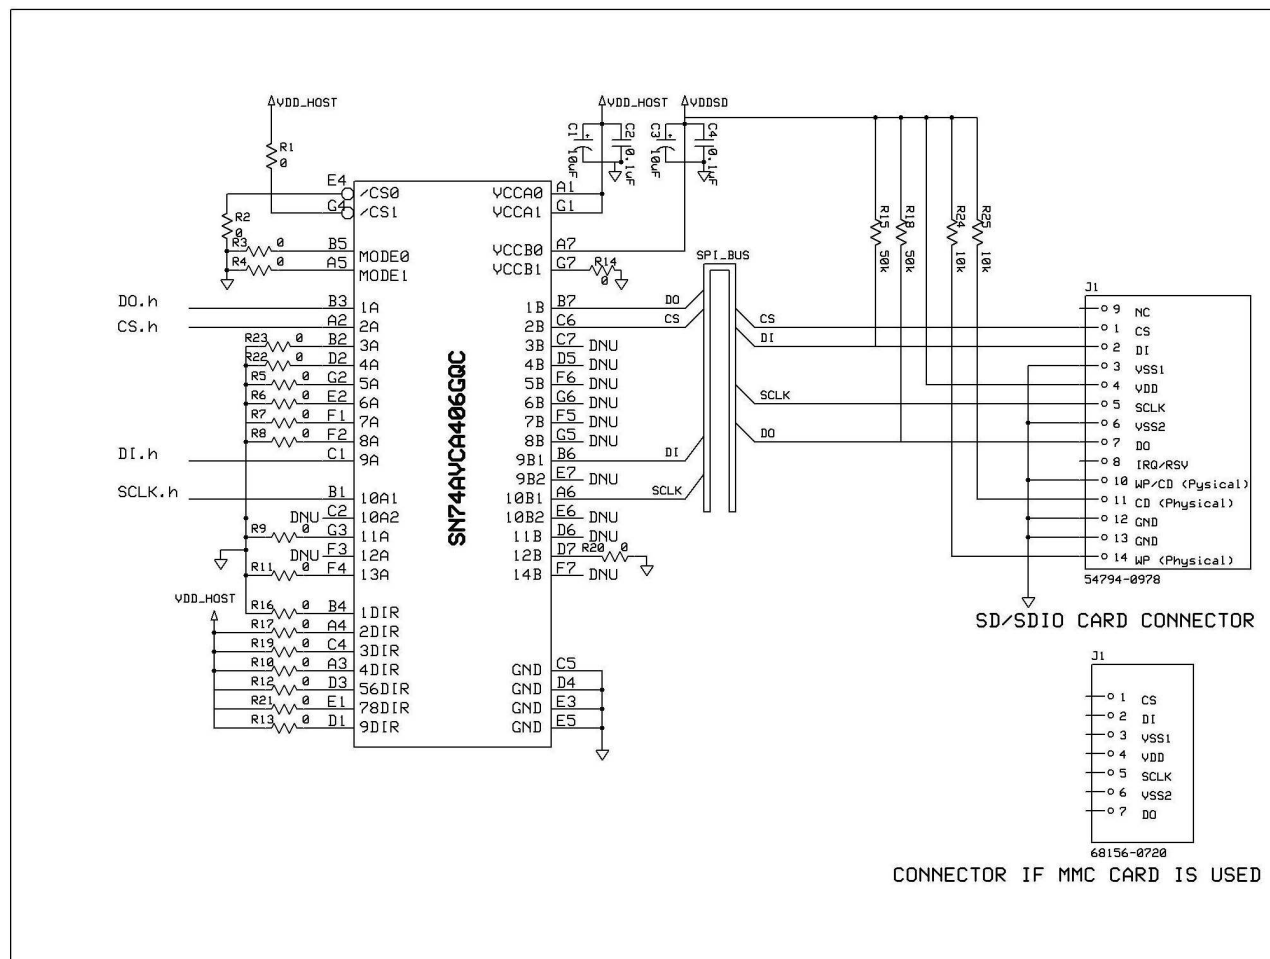 VDD_HOST
R1
0
E4
/CS0
G4
/CS1
R2
0
R3
0
B5
MODE0
R4
0
A5
MODE1
DO.h
B3
1A
CS.h
A2
2A
R23
0
B2
3A
R22
0
D2
4A
R5
0
G2
5A
R6
0
E2
6A
R7
0
F1
7A
R8
0
F2
8A
DI.h
C1
9A
SCLK.h
B1
10A1
DNU
C2
10A2
R9
0
G3
11A
DNU
F3
12A
R11
0
F4
13A
VDD_HOST
R16
0
B4
1DIR
R17
0
A4
2DIR
R19
0
C4
3DIR
R10
0
A3
4DIR
R12
0
D3
56DIR
R21
0
E1
78DIR
R13
0
D1
9DIR
SN74AVCA406GQC
VDD_HOST
VDDSD
C1
10uF
C2
0.1uF
C3
10uF
C4
0.1uF
VCCA0
A1
VCCA1
G1
VCCB0
A7
VCCB1
G7
R14
0
1B
B7
DO
2B
C6
CS
3B
C7
DNU
4B
D5
DNU
5B
F6
DNU
6B
G6
DNU
7B
F5
DNU
8B
G5
DNU
9B1
B6
DI
9B2
E7
DNU
10B1
A6
SCLK
10B2
E6
DNU
11B
D6
DNU
12B
D7
R20
0
14B
F7
DNU
GND
C5
GND
D4
GND
E3
GND
E5
SPI_BUS
CS
DI
SCLK
DO
R15
50k
R18
50k
R24
10k
R25
10k
J1
9 NC
1 CS
2 DI
3 VSS1
4 VDD
5 SCLK
6 VSS2
7 DO
8 IRQ/RSV
10 WP/CD (Pysical)
11 CD (Physical)
12 GND
13 GND
14 WP (Physical)
54794-0978
SD/SDIO CARD CONNECTOR
J1
1 CS
2 DI
3 VSS1
4 VDD
5 SCLK
6 VSS2
7 DO
68156-0720
CONNECTOR IF MMC CARD IS USED